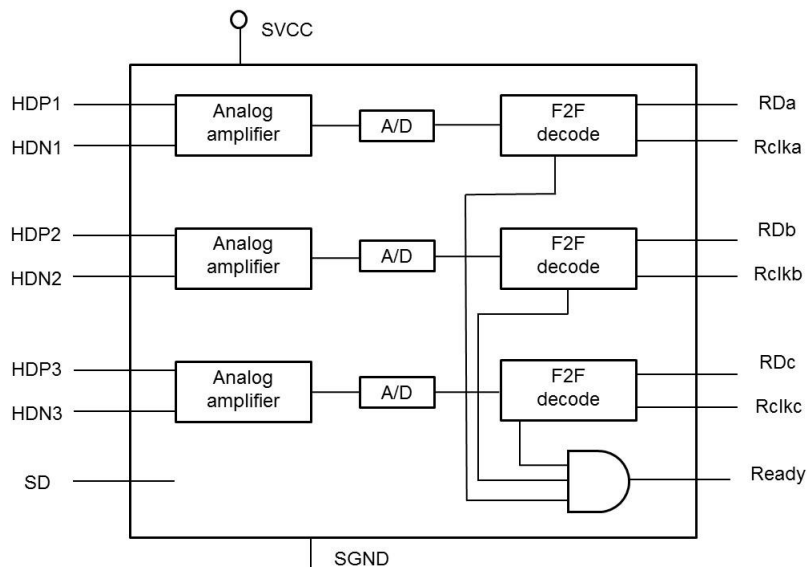 SVCC
HDP1
HDN1
Analog
amplifier
A/D
F2F
decode
RDa
Rclka
HDP2
HDN2
Analog
amplifier
A/D
F2F
decode
RDb
Rclkb
HDP3
HDN3
Analog
amplifier
A/D
F2F
decode
RDc
Rclkc
SD
Ready
SGND